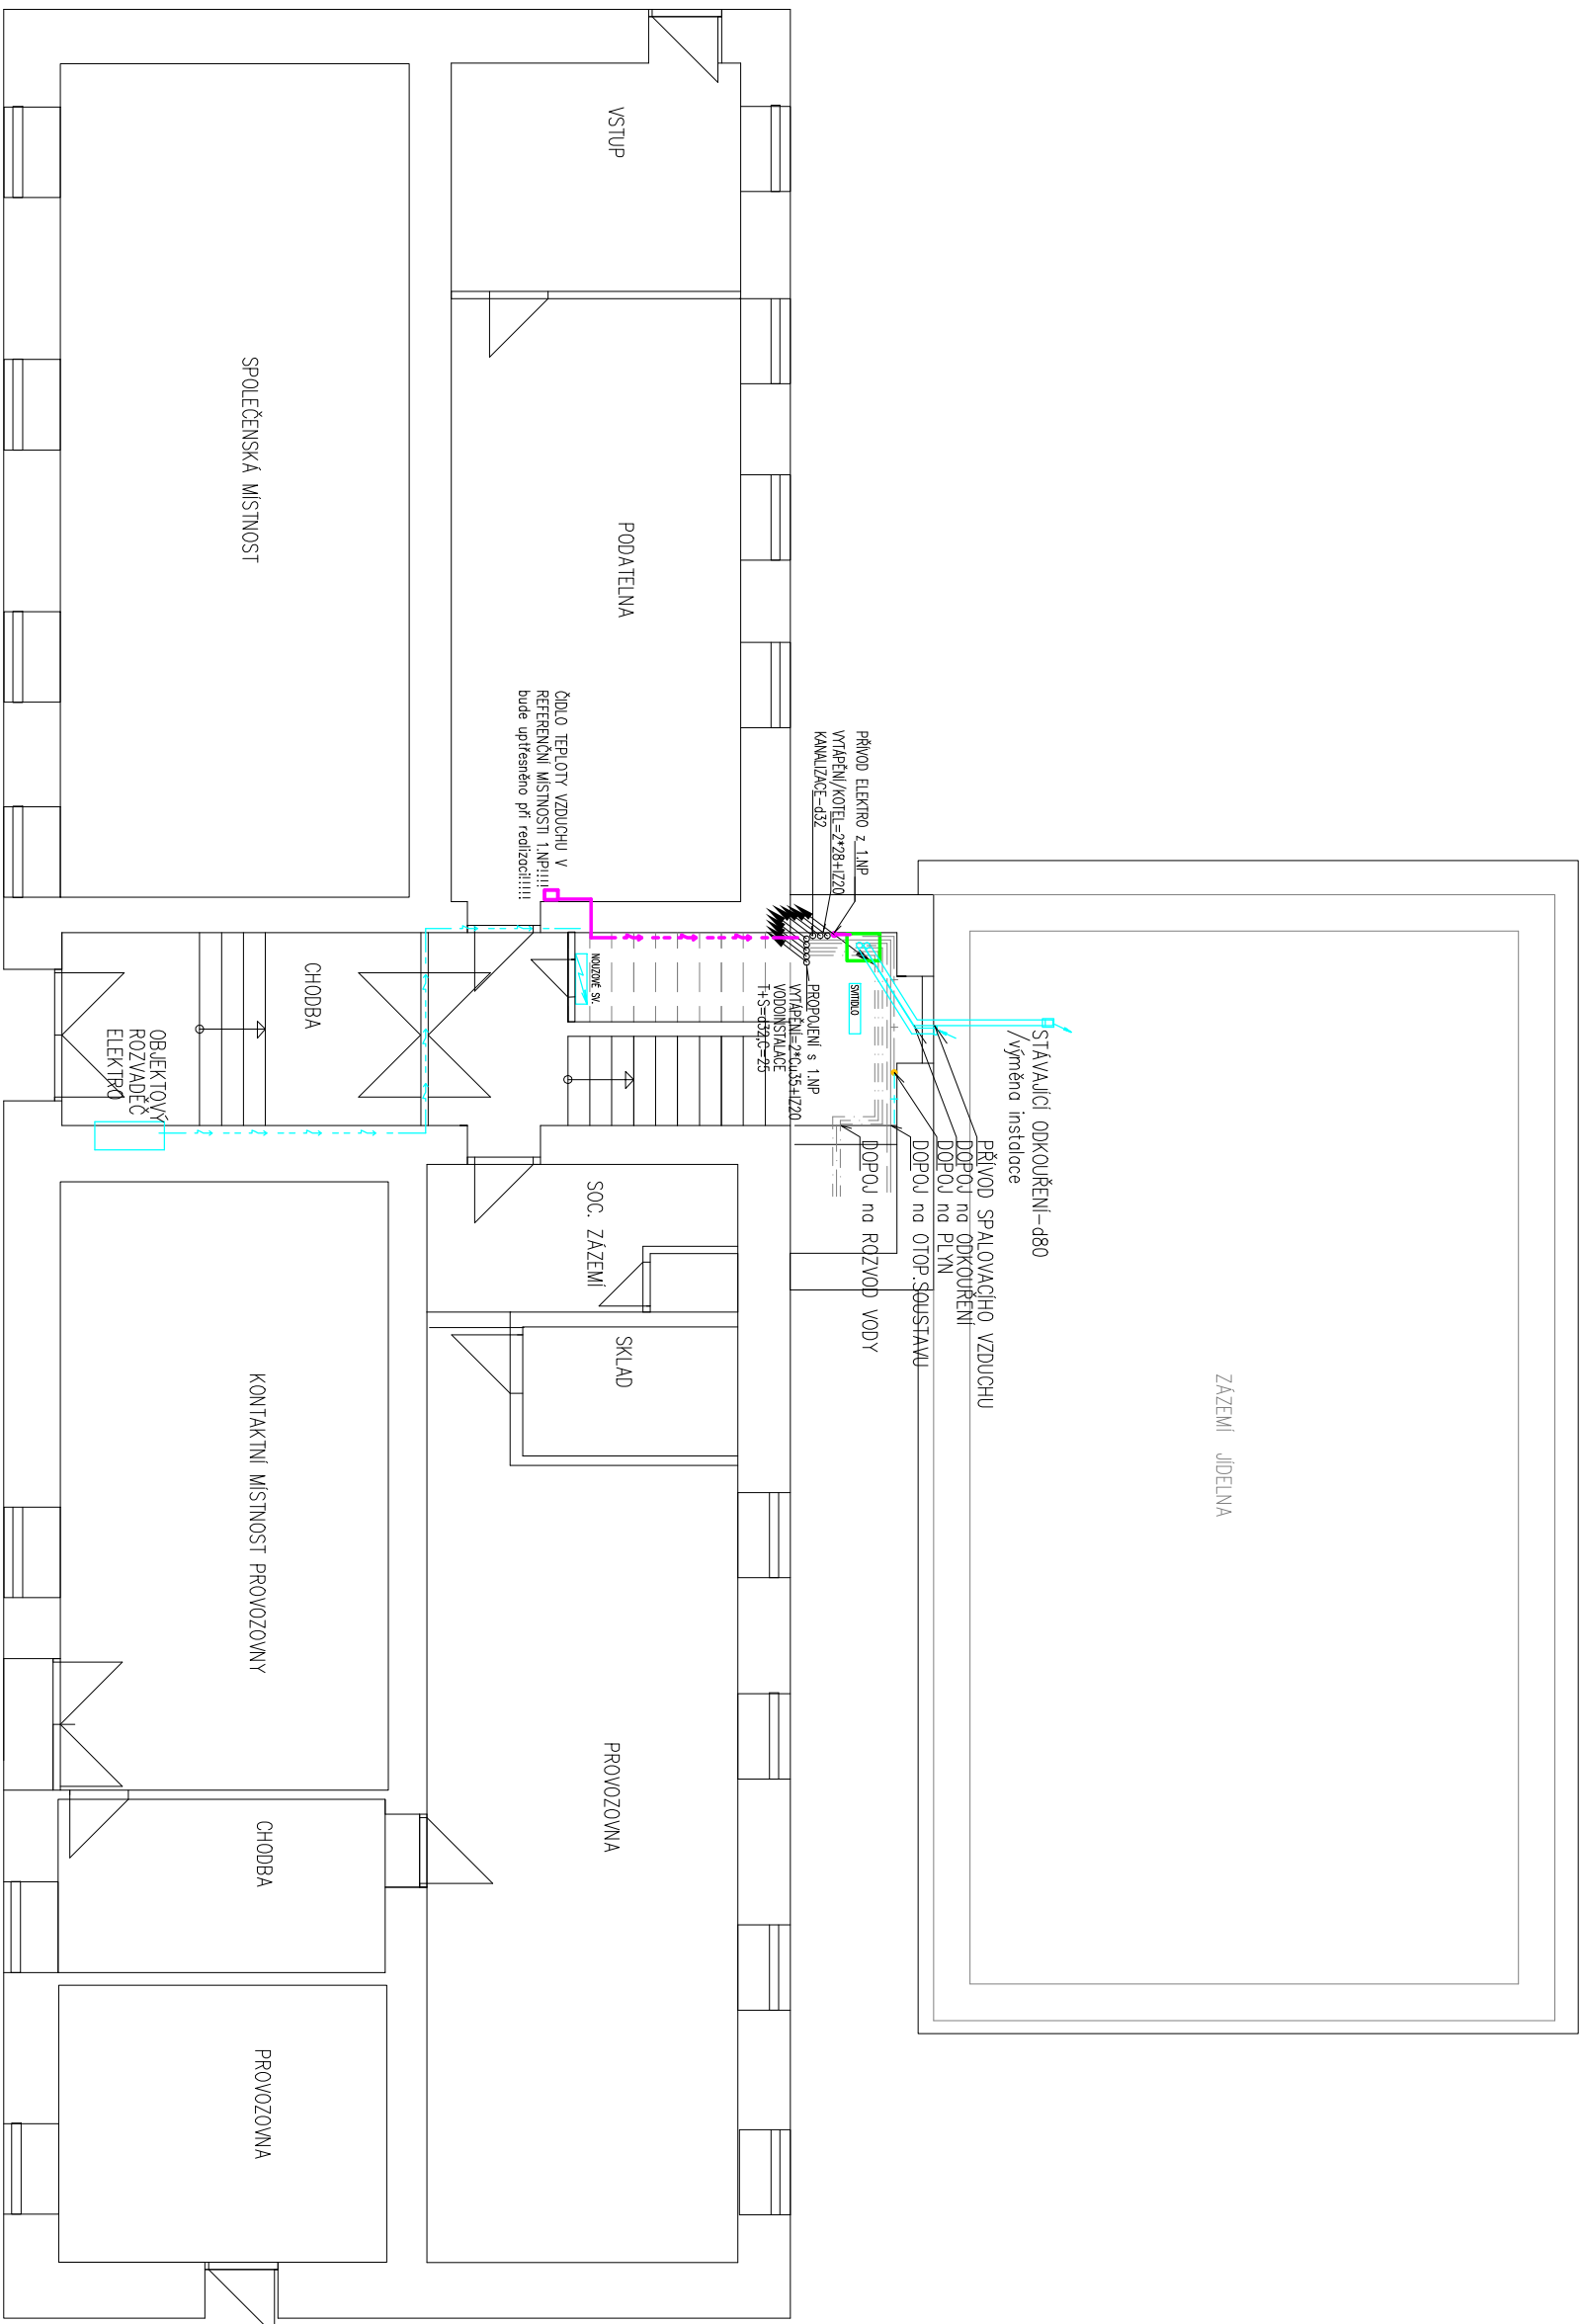 ZÁZEMÍ JÍDELNA
STÁVAJÍCÍ ODKOUŘENÍ-d80
/výměna instalace
PŘÍVOD SPALOVACÍHO VZDUCHU
DOPOJ na ODKOUŘENÍ
DOPOJ na PLYN
DOPOJ na OTOP.SOUSTAVU
DOPOJ na ROZVOD VODY
PŘÍVOD ELEKTRO z 1.NP
VYTÁPĚNÍ/KOTEL=2*28+IZ20
KANALIZACE-d32
SVITIDLO
PROPOJENÍ s 1.NP
VYTÁPĚNÍ=2*Cu35+IZ20
VODOINSTALACE
T+S=d32,C=25
VSTUP
PODATELNA
ČIDLO TEPLOTY VZDUCHU V
REFERENČNÍ MÍSTNOSTI 1.NP!!!!
bude uptřesněno při realizaci!!!!!
NOUZOVÉ SV.
SOC. ZÁZEMÍ
SKLAD
PROVOZOVNA
SPOLEČENSKÁ MÍSTNOST
CHODBA
OBJEKTOVÝ
ROZVADĚČ
ELEKTRO
KONTAKTNÍ MÍSTNOST PROVOZOVNY
CHODBA
PROVOZOVNA